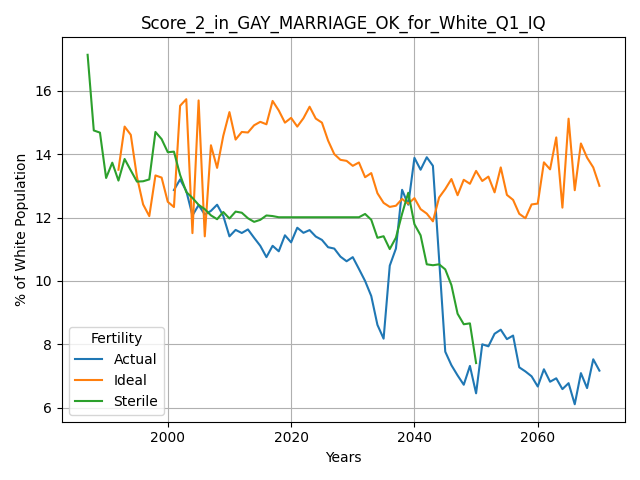 Score_2_in_GAY_MARRIAGE_OK_for_White_Q1_IQ
% of White Population
16
14
12
10
8
6
Fertility
Actual
Ideal
Sterile
2000
2020
2040
2060
Years